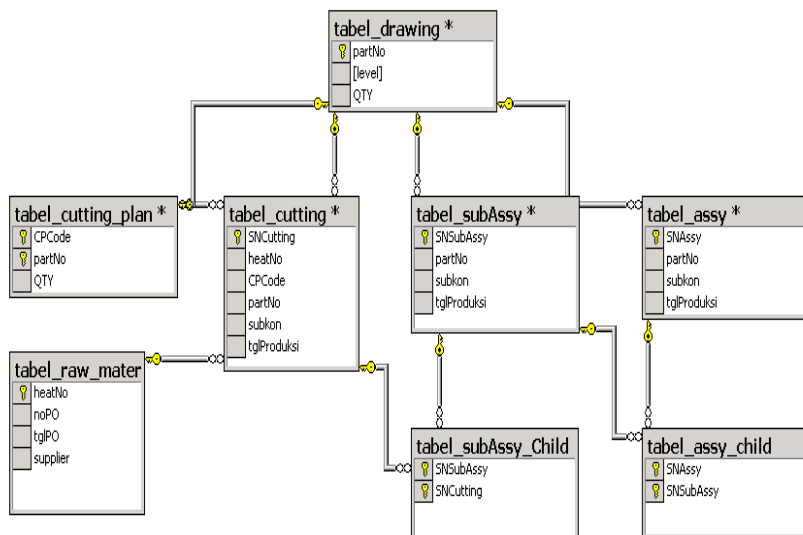 tabel_drawing *
partNo
[level]
QTY
tabel_cutting_plan *
CPCode
partNo
QTY
tabel_cutting *
SNCutting
heatNo
CPCode
partNo
subkon
tglProduksi
tabel_subAssy *
SNSubAssy
partNo
subkon
tglProduksi
tabel_assy *
SNAssy
partNo
subkon
tglProduksi
tabel_raw_mater
heatNo
noPO
tglPO
supplier
tabel_subAssy_Child
SNSubAssy
SNCutting
tabel_assy_child
SNAssy
SNSubAssy